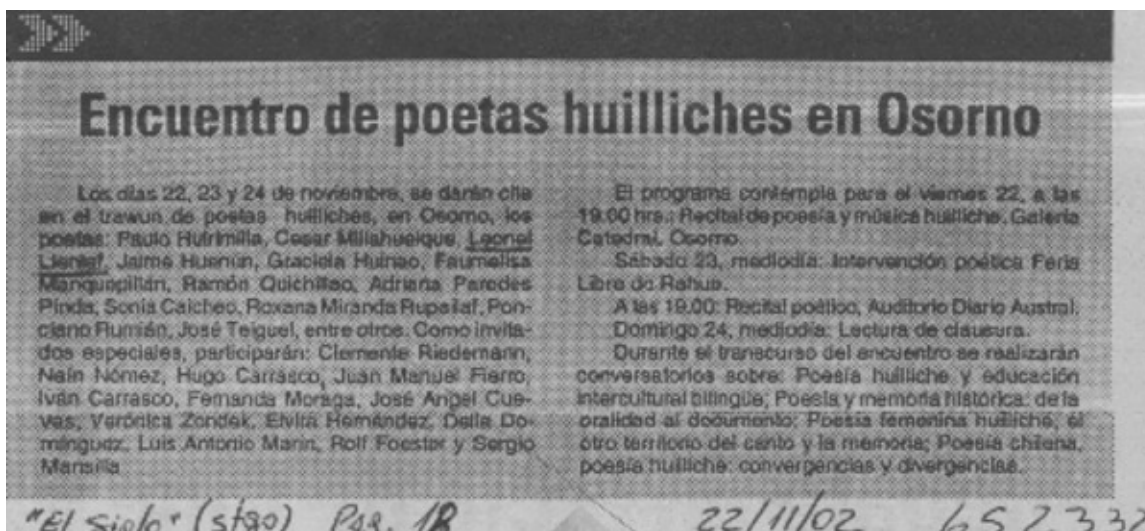 Encuentro de poetas huilliches en Osorno
Los días 22, 23 y 24 de noviembre, se darán cita
en el trawun de poetas huilliches, en Osorno, los
poetas: Paulo Huirimilla, Cesar Millahueique, Leonel
Lienlaf, Jaime Huenún, Graciela Huinao, Faumelisa
Manquepillán, Ramón Quichillao, Adriana Paredes
Pinda, Sonia Caicheo, Roxana Miranda Rupailaf, Pon-
ciano Rumián, José Teiguel, entre otros. Como invita-
dos especiales, participarán: Clemente Riedemann,
Naín Nómez, Hugo Carrasco, Juan Manuel Fierro,
Iván Carrasco, Fernanda Moraga, José Angel Cue-
vas, Verónica Zondek, Elvira Hernández, Delia Do-
mínguez, Luis Antonio Marín, Rolf Foester y Sergio
Mansilla
El programa contempla para el viernes 22, a las
19.00 hrs.: Recital de poesía y música huilliche. Galería
Catedral. Osorno.
Sábado 23, mediodía: Intervención poética Feria
Libre de Rahue.
A las 19.00: Recital poético, Auditorio Diario Austral.
Domingo 24, mediodía: Lectura de clausura.
Durante el transcurso del encuentro se realizarán
conversatorios sobre: Poesía huilliche y educación
intercultural bilingüe; Poesía y memoria histórica: de la
oralidad al documento; Poesía femenina huilliche; el
otro territorio del canto y la memoria; Poesía chilena,
poesía huilliche: convergencias y divergencias.
"El Siglo" (stgo) Pag. 18 22/11/02